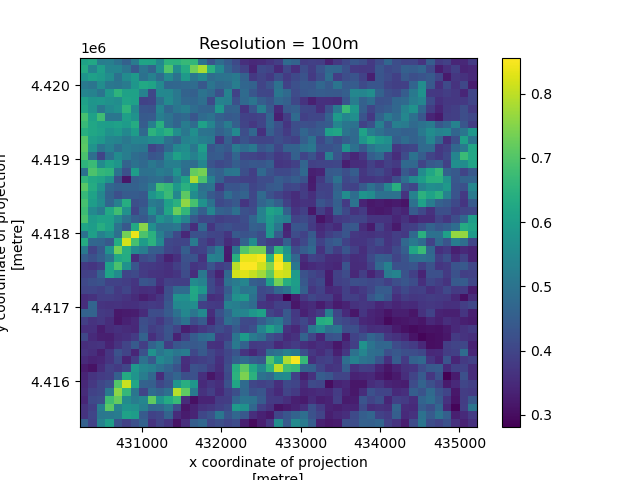 Resolution = 100m
1e6
4.420
4.419
4.418
4.417
4.416
y coordinate of projection
[metre]
431000 432000 433000 434000 435000
x coordinate of projection
[metre]
0.8
0.7
0.6
0.5
0.4
0.3